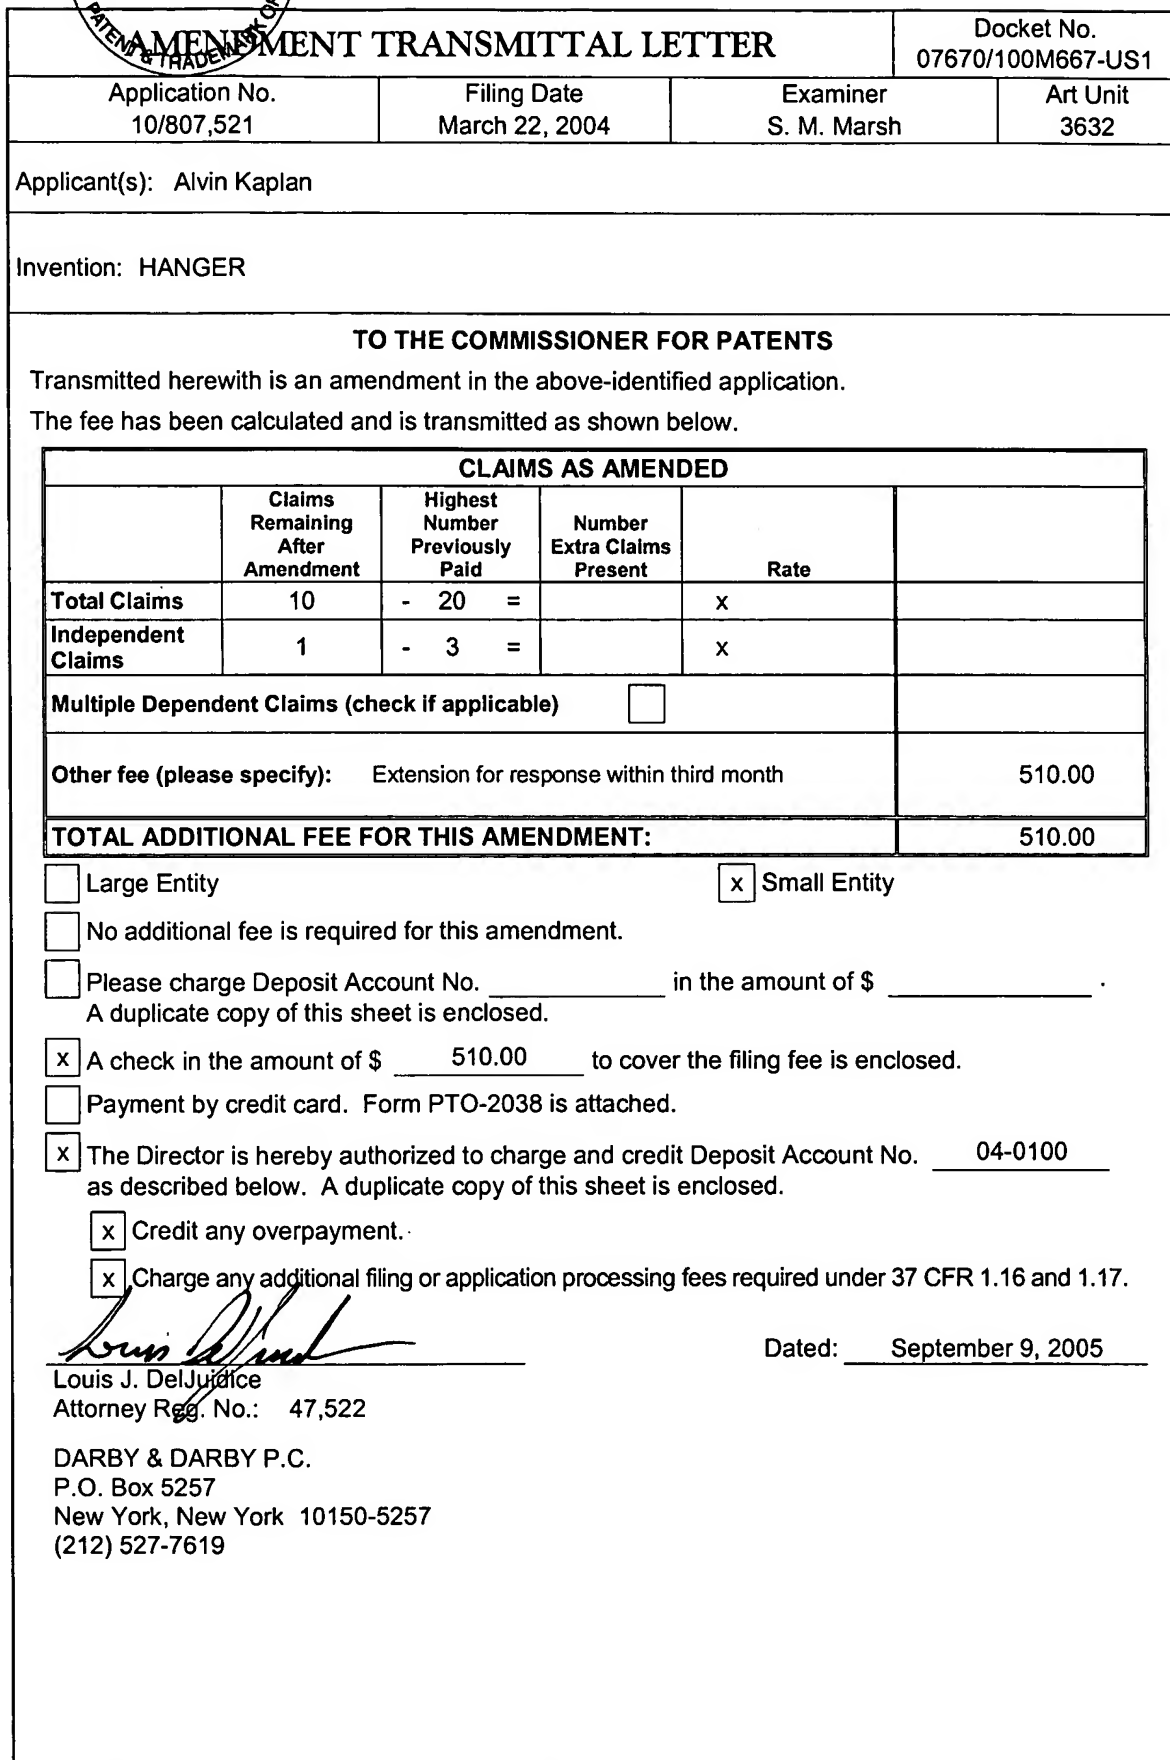 PATENT & TRADEMARK O
AMENDMENT TRANSMITTAL LETTER
Docket No.
07670/100M667-US1
Application No.
10/807,521
Filing Date
March 22, 2004
Examiner
S. M. Marsh
Art Unit
3632
Applicant(s): Alvin Kaplan
Invention: HANGER
TO THE COMMISSIONER FOR PATENTS
Transmitted herewith is an amendment in the above-identified application.
The fee has been calculated and is transmitted as shown below.
CLAIMS AS AMENDED
Claims
Remaining
After
Amendment
Highest
Number
Previously
Paid
Number
Extra Claims
Present
Rate
Total Claims 10 - 20 = x
Independent
Claims 1 - 3 = x
Multiple Dependent Claims (check if applicable)
Other fee (please specify): Extension for response within third month 510.00
TOTAL ADDITIONAL FEE FOR THIS AMENDMENT: 510.00
Large Entity x Small Entity
No additional fee is required for this amendment.
Please charge Deposit Account No. in the amount of $ .
A duplicate copy of this sheet is enclosed.
x A check in the amount of $ 510.00 to cover the filing fee is enclosed.
Payment by credit card. Form PTO-2038 is attached.
x The Director is hereby authorized to charge and credit Deposit Account No. 04-0100
as described below. A duplicate copy of this sheet is enclosed.
x Credit any overpayment.
x Charge any additional filing or application processing fees required under 37 CFR 1.16 and 1.17.
Dated: September 9, 2005
Louis J. DelJuidice
Attorney Reg. No.: 47,522
DARBY & DARBY P.C.
P.O. Box 5257
New York, New York 10150-5257
(212) 527-7619